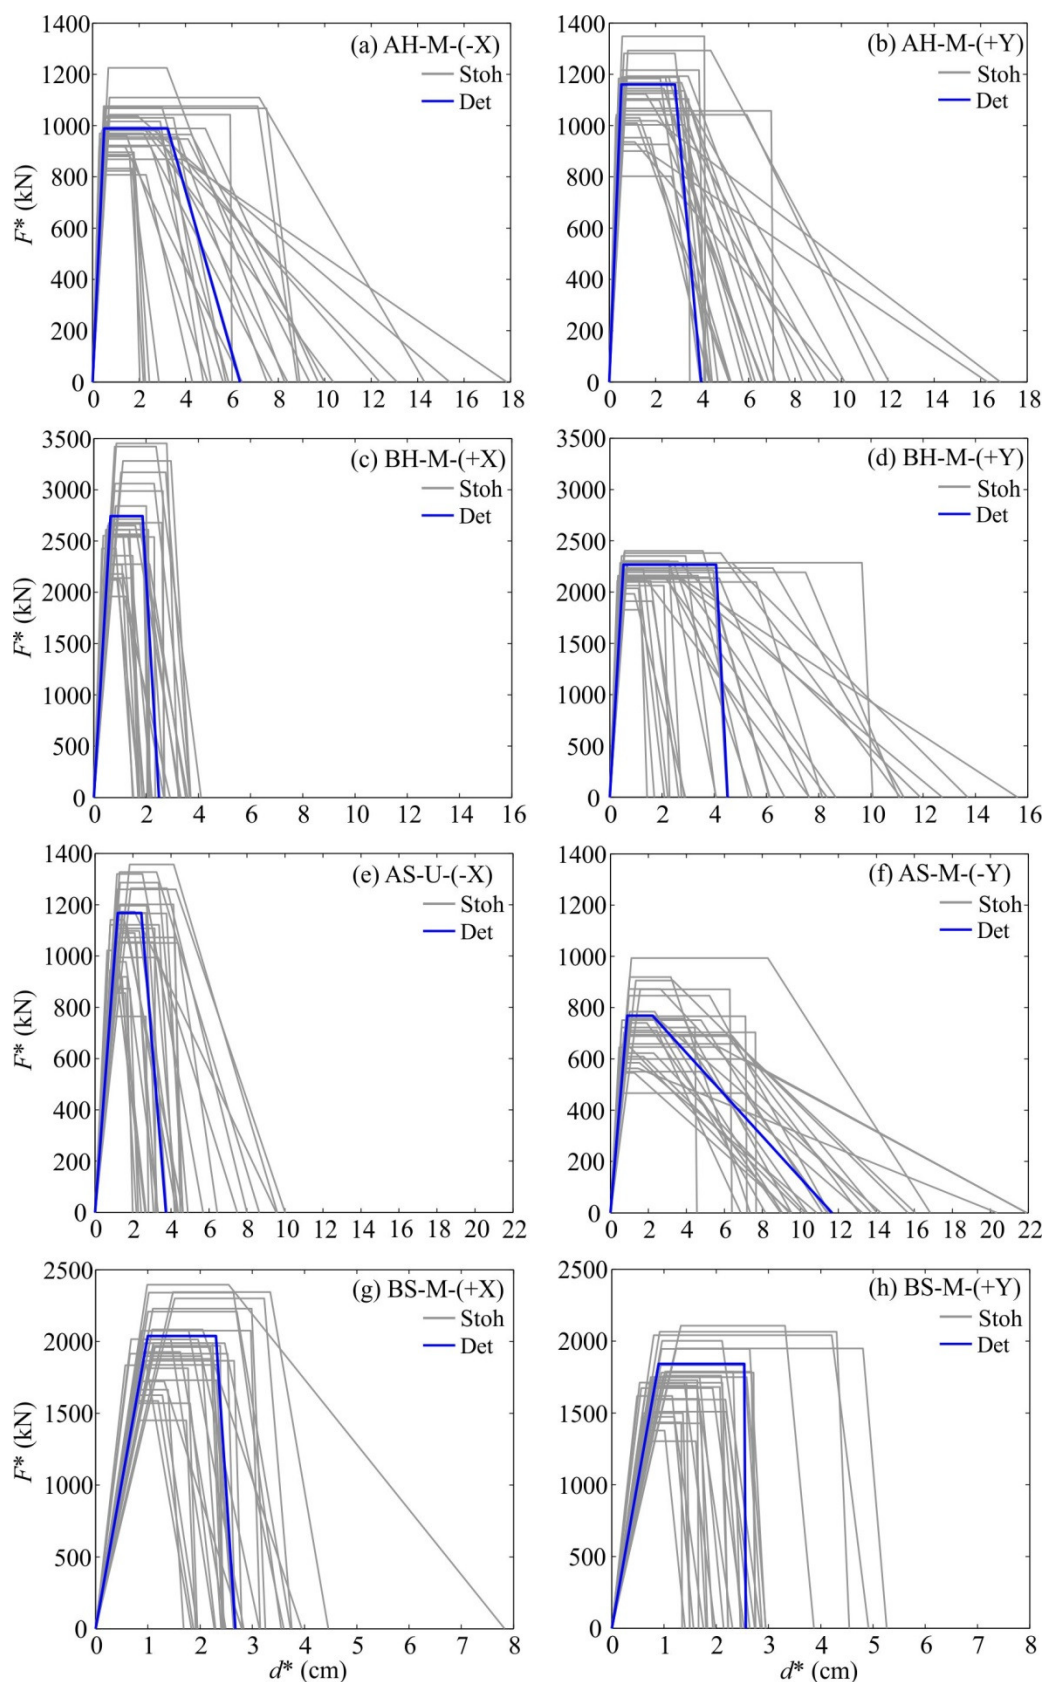 1400
(a) AH-M-(-X)
Stoh
Det
1200
1000
800
600
400
200
0
F* (kN)
0 2 4 6 8 10 12 14 16 18
1400
(b) AH-M-(+Y)
Stoh
Det
1200
1000
800
600
400
200
0
0 2 4 6 8 10 12 14 16 18
3500
(c) BH-M-(+X)
Stoh
Det
3000
2500
2000
1500
1000
500
0
F* (kN)
0 2 4 6 8 10 12 14 16
3500
(d) BH-M-(+Y)
Stoh
Det
3000
2500
2000
1500
1000
500
0
0 2 4 6 8 10 12 14 16
1400
(e) AS-U-(-X)
Stoh
Det
1200
1000
800
600
400
200
0
F* (kN)
0 2 4 6 8 10 12 14 16 18 20 22
1400
(f) AS-M-(-Y)
Stoh
Det
1200
1000
800
600
400
200
0
0 2 4 6 8 10 12 14 16 18 20 22
2500
(g) BS-M-(+X)
Stoh
Det
2000
1500
1000
500
0
F* (kN)
0 1 2 3 4 5 6 7 8
d* (cm)
2500
(h) BS-M-(+Y)
Stoh
Det
2000
1500
1000
500
0
0 1 2 3 4 5 6 7 8
d* (cm)